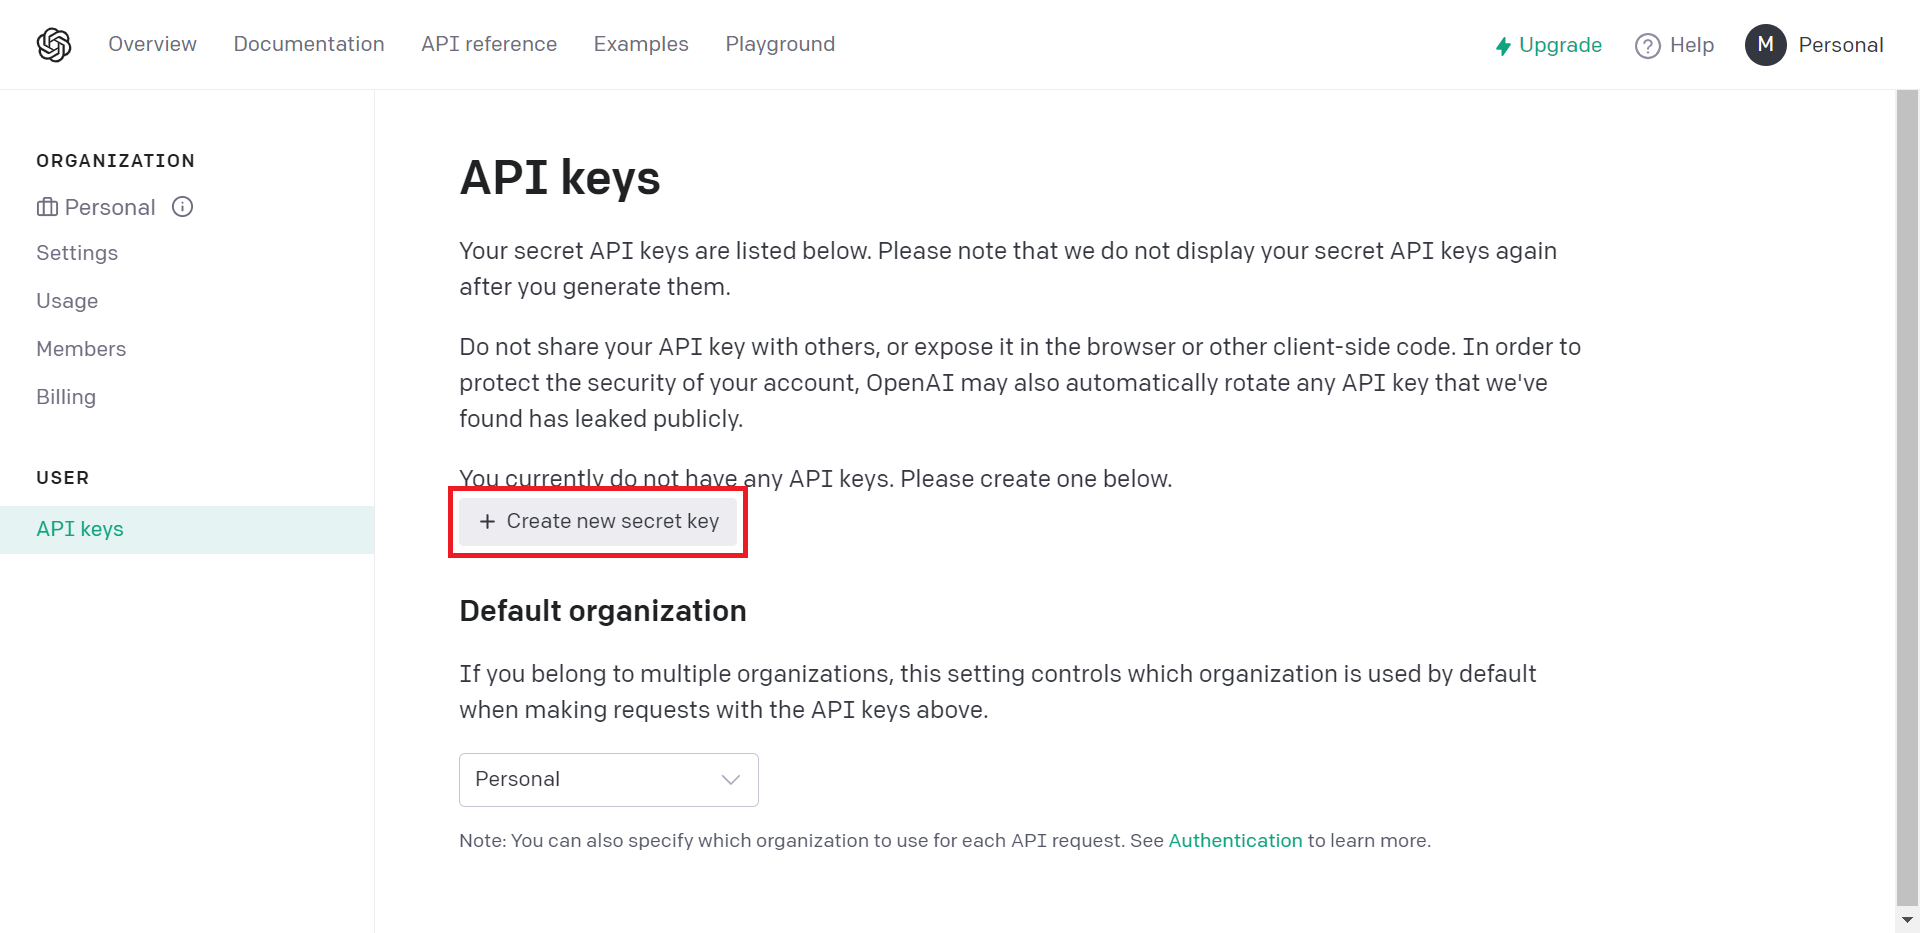 Overview Documentation API reference Examples Playground Upgrade Help M Personal
ORGANIZATION
Personal
Settings
Usage
Members
Billing
USER
API keys
API keys
Your secret API keys are listed below. Please note that we do not display your secret API keys again
after you generate them.
Do not share your API key with others, or expose it in the browser or other client-side code. In order to
protect the security of your account, OpenAI may also automatically rotate any API key that we've
found has leaked publicly.
You currently do not have any API keys. Please create one below.
+ Create new secret key
Default organization
If you belong to multiple organizations, this setting controls which organization is used by default
when making requests with the API keys above.
Personal
Note: You can also specify which organization to use for each API request. See Authentication to learn more.